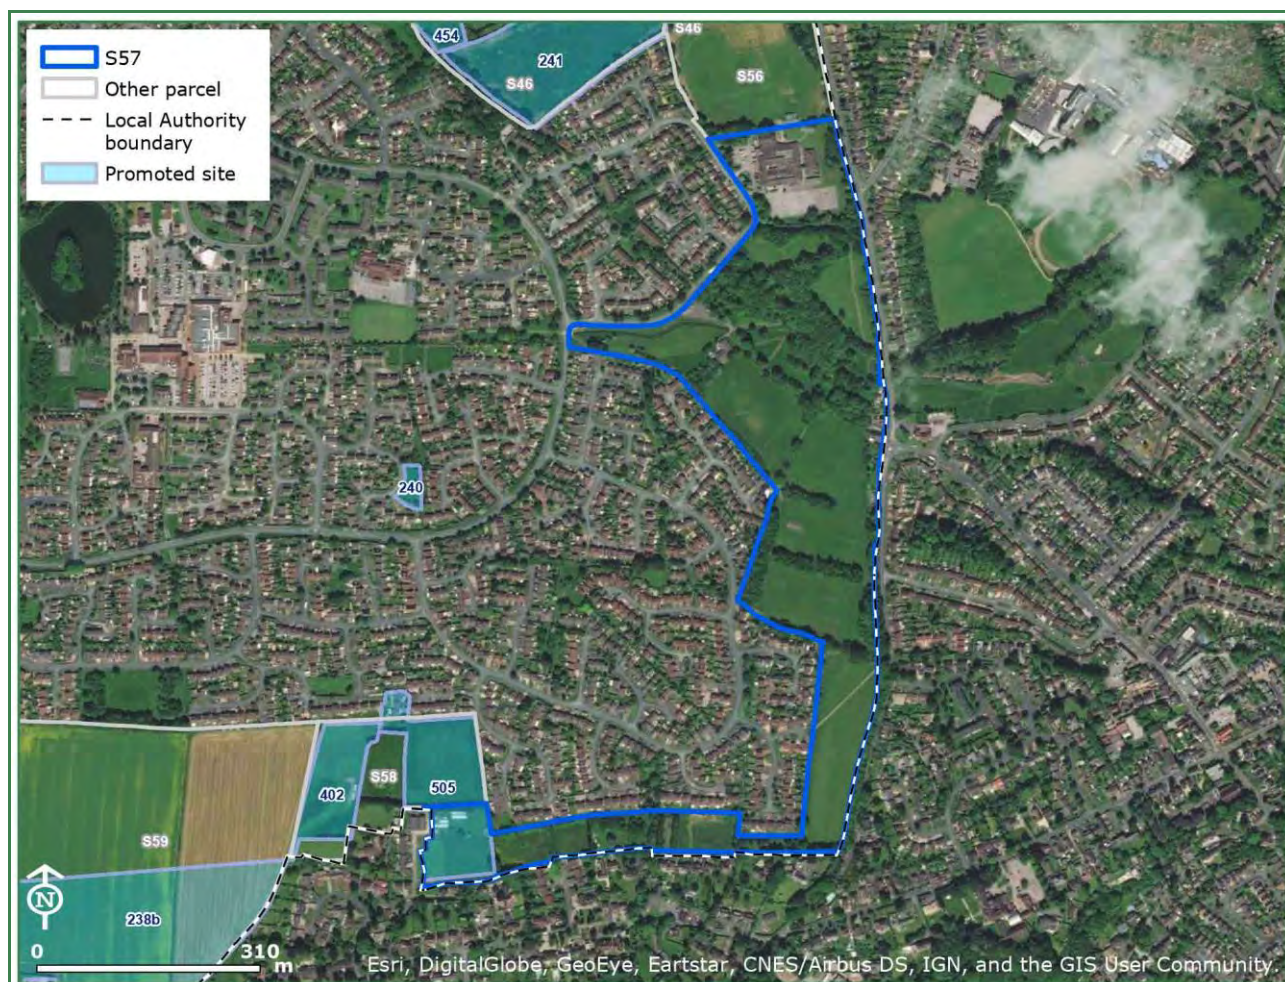 S57
Other parcel
Local Authority
boundary
Promoted site
454
241
S46
S46
S56
240
402
S58
505
S59
238b
N
0 310
m
Esri, DigitalGlobe, GeoEye, Eartstar, CNES/Airbus DS, IGN, and the GIS User Community.